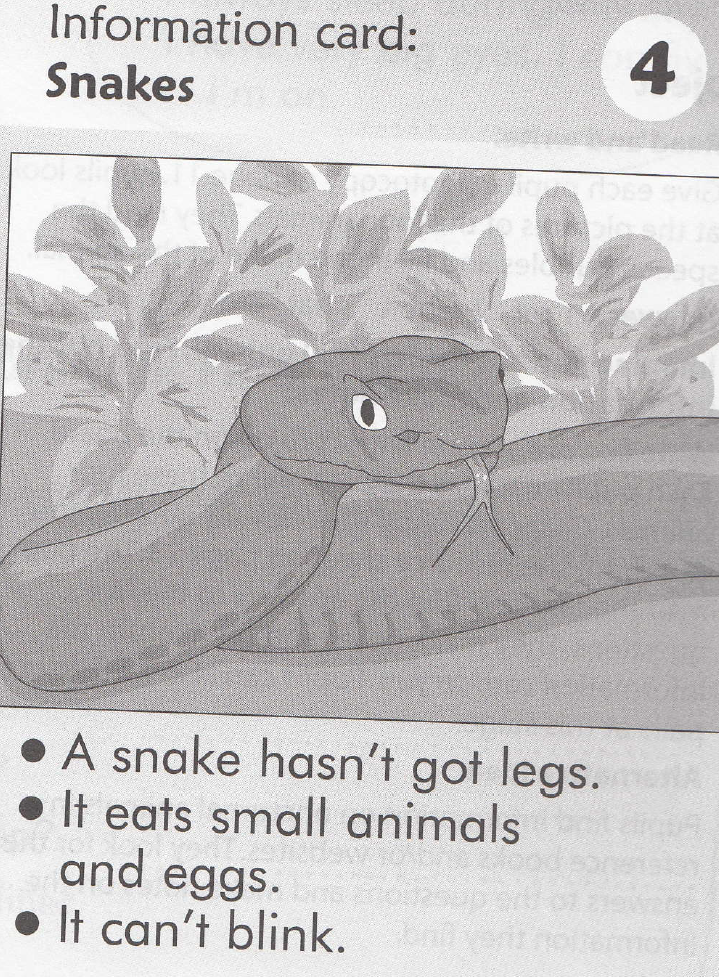 Information card:
Snakes
4
• A snake hasn't got legs.
• It eats small animals
and eggs.
• It can't blink.